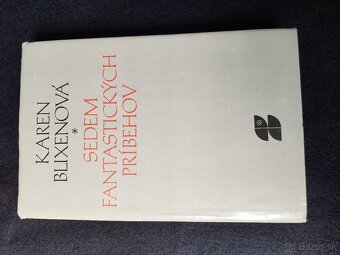 KAREN
BLIXENOVÁ
*
SEDEM
FANTASTICKÝCH
PRÍBEHOV